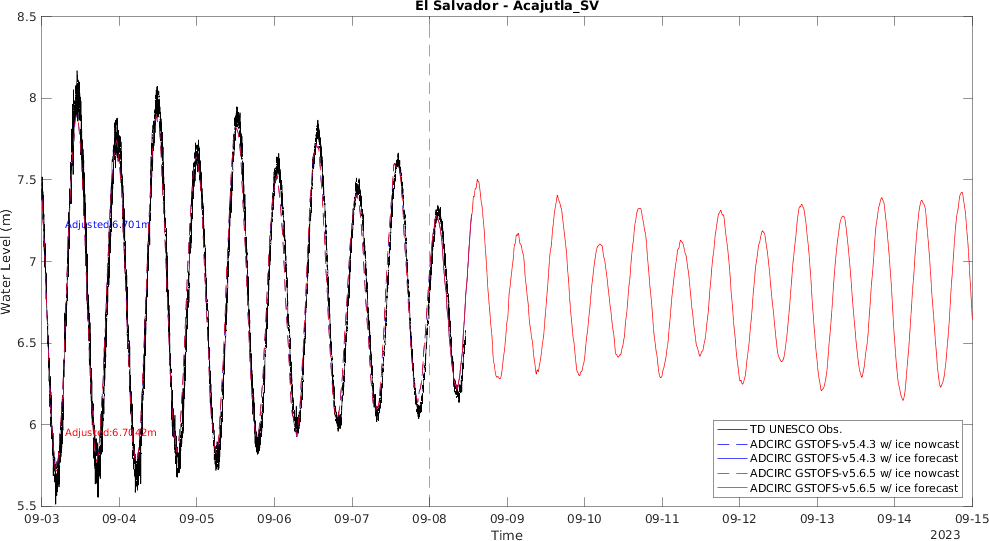 El Salvador - Acajutla_SV
8.5
8
7.5
7
6.5
6
5.5
Water Level (m)
Adjusted:6.701m
Adjusted:6.7042m
TD UNESCO Obs.
ADCIRC GSTOFS-v5.4.3 w/ ice nowcast
ADCIRC GSTOFS-v5.4.3 w/ ice forecast
ADCIRC GSTOFS-v5.6.5 w/ ice nowcast
ADCIRC GSTOFS-v5.6.5 w/ ice forecast
09-03 09-04 09-05 09-06 09-07 09-08 09-09 09-10 09-11 09-12 09-13 09-14 09-15
Time
2023